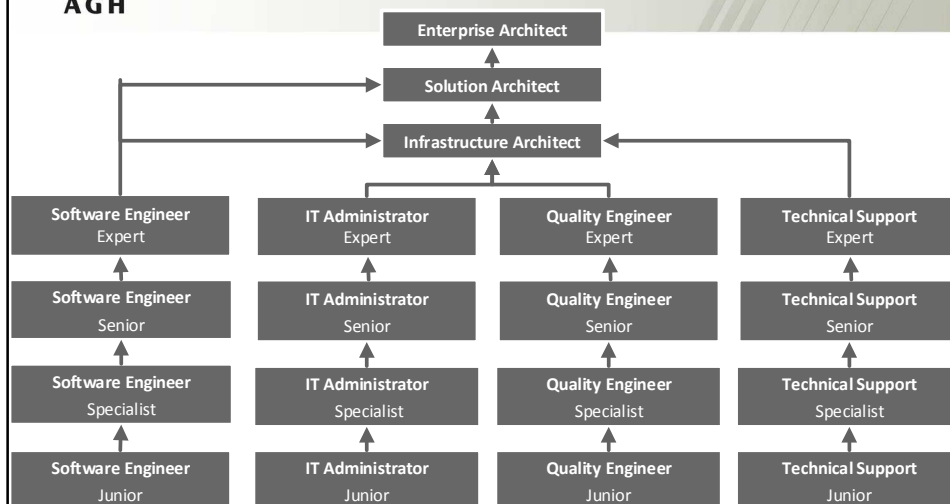 AGH
Enterprise Architect
Solution Architect
Infrastructure Architect
Software Engineer
Expert
IT Administrator
Expert
Quality Engineer
Expert
Technical Support
Expert
Software Engineer
Senior
IT Administrator
Senior
Quality Engineer
Senior
Technical Support
Senior
Software Engineer
Specialist
IT Administrator
Specialist
Quality Engineer
Specialist
Technical Support
Specialist
Software Engineer
Junior
IT Administrator
Junior
Quality Engineer
Junior
Technical Support
Junior